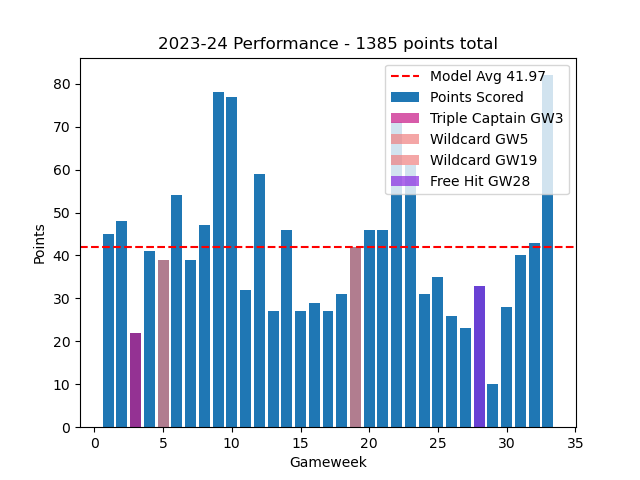 2023-24 Performance - 1385 points total
Model Avg 41.97
Points Scored
Triple Captain GW3
Wildcard GW5
Wildcard GW19
Free Hit GW28
Points
80
70
60
50
40
30
20
10
0
0 5 10 15 20 25 30 35
Gameweek